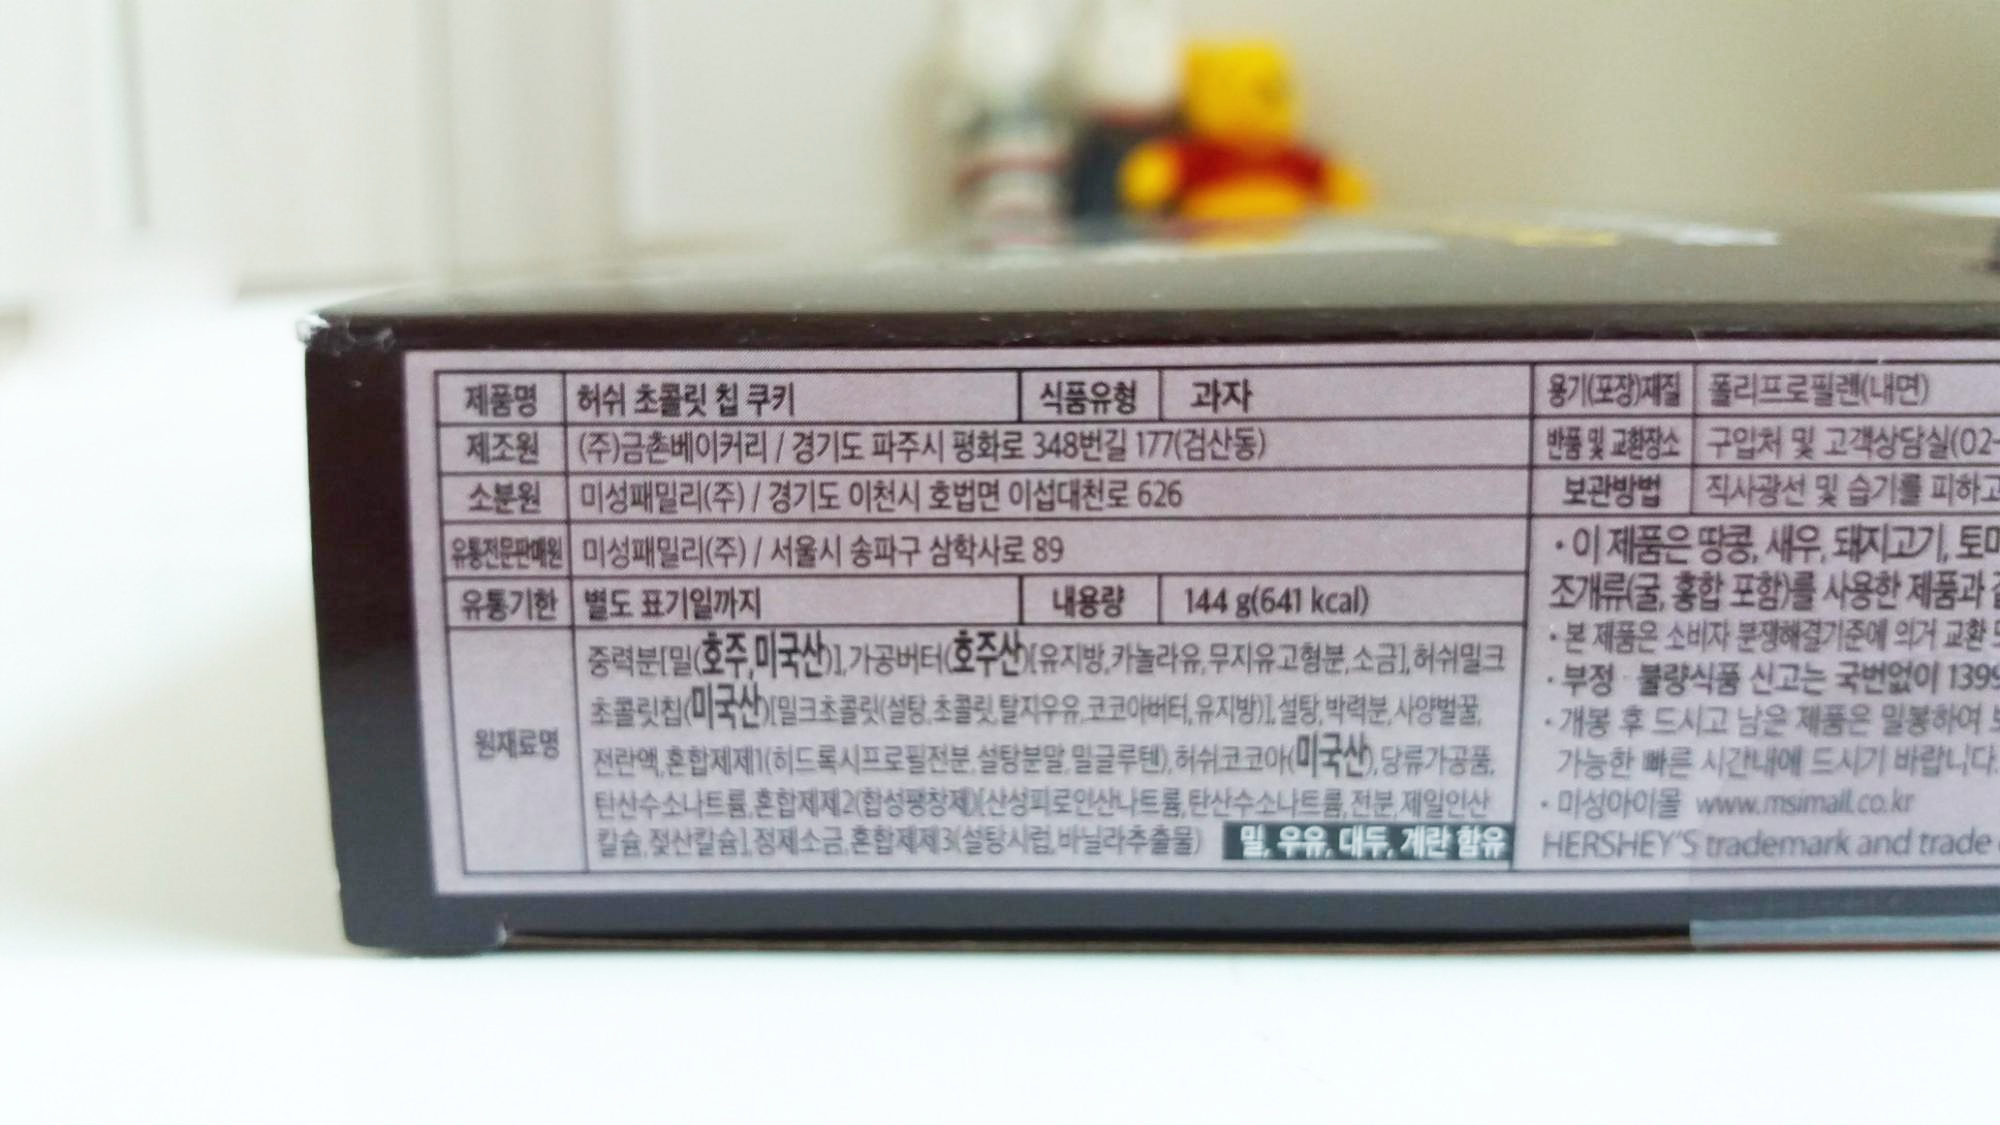 제품명 허쉬 초콜릿 칩 쿠키 식품유형 과자
제조원 (주)금촌베이커리 / 경기도 파주시 평화로 348번길 177(검산동)
소분원 미성패밀리(주) / 경기도 이천시 호법면 이섭대천로 626
유통전문판매원 미성패밀리(주) / 서울시 송파구 삼학사로 89
유통기한 별도 표기일까지 내용량 144 g(641 kcal)
원재료명
중력분[밀(호주,미국산)],가공버터(호주산)[유지방,카놀라유,무지유고형분,소금],허쉬밀크
초콜릿칩(미국산)[밀크초콜릿(설탕,초콜릿,탈지우유,코코아버터,유지방)],설탕,박력분,사양벌꿀,
전란액,혼합제제1(히드록시프로필전분,설탕분말,밀글루텐),허쉬코코아(미국산),당류가공품,
탄산수소나트륨,혼합제제2(합성팽창제)[산성피로인산나트륨,탄산수소나트륨,전분,제일인산
칼슘,젖산칼슘],정제소금,혼합제제3(설탕시럽,바닐라추출물) 밀, 우유, 대두, 계란 함유
용기(포장)재질 폴리프로필렌(내면)
반품 및 교환장소 구입처 및 고객상담실(02-
보관방법 직사광선 및 습기를 피하고
• 이 제품은 땅콩, 새우, 돼지고기, 토마
조개류(굴, 홍합 포함)를 사용한 제품과
• 본 제품은 소비자 분쟁해결기준에 의거 교환
• 부정 · 불량식품 신고는 국번없이 1399
• 개봉 후 드시고 남은 제품은 밀봉하여
가능한 빠른 시간내에 드시기 바랍니다.
• 미성아이몰 www.msimall.co.kr
HERSHEY'S trademark and trade